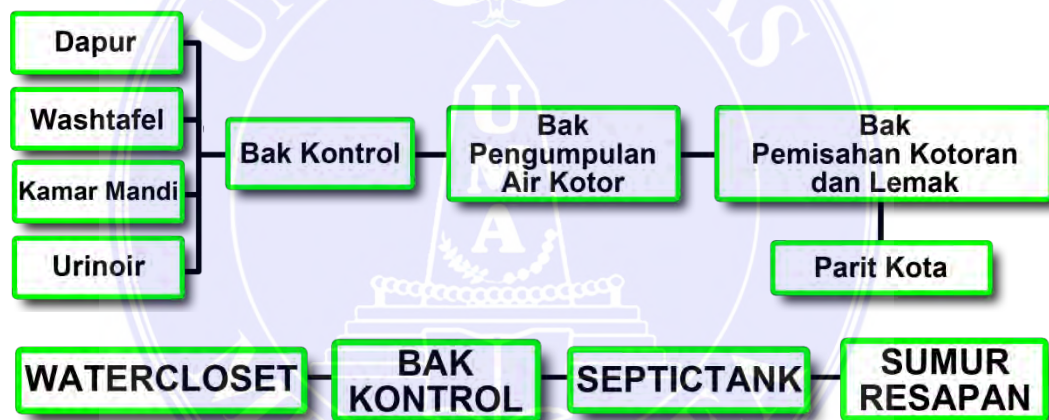 Dapur
Washtafel
Kamar Mandi
Urinoir
Bak Kontrol
Bak
Pengumpulan
Air Kotor
Bak
Pemisahan Kotoran
dan Lemak
Parit Kota
WATERCLOSET
BAK
KONTROL
SEPTICTANK
SUMUR
RESAPAN
U
M
A